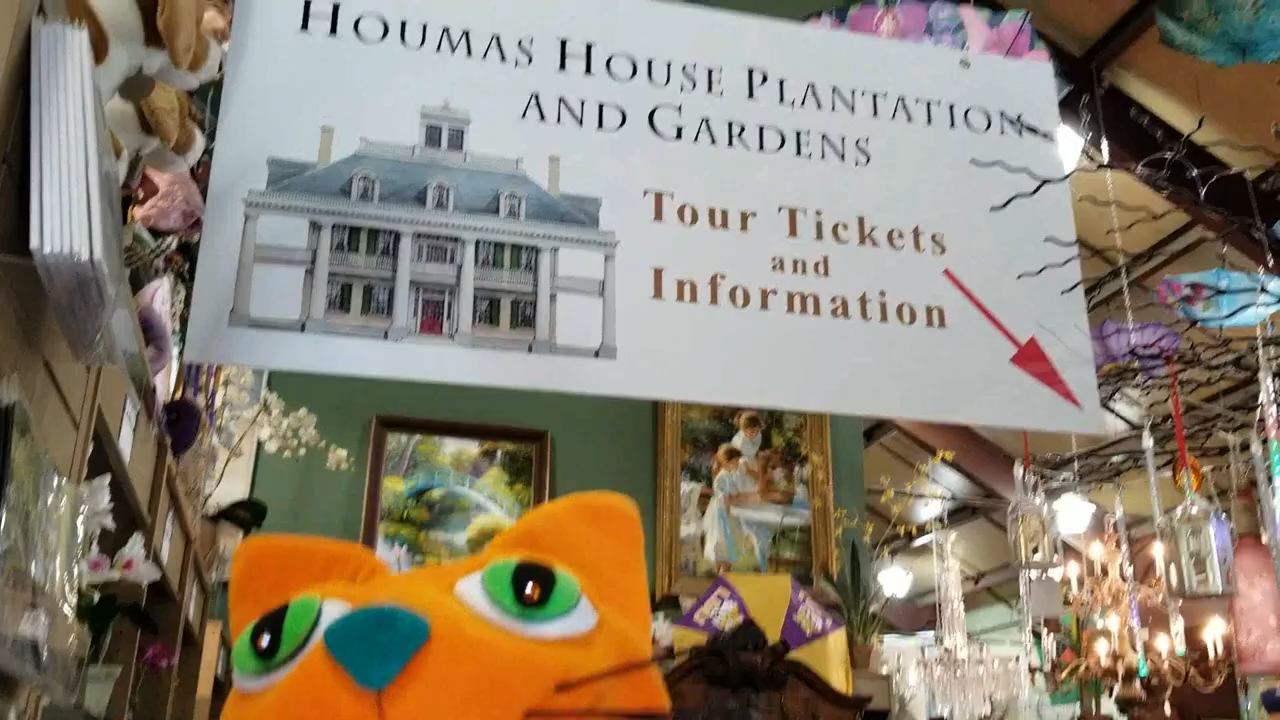 HOUMAS HOUSE PLANTATION
AND GARDENS
Tour Tickets
and
Information